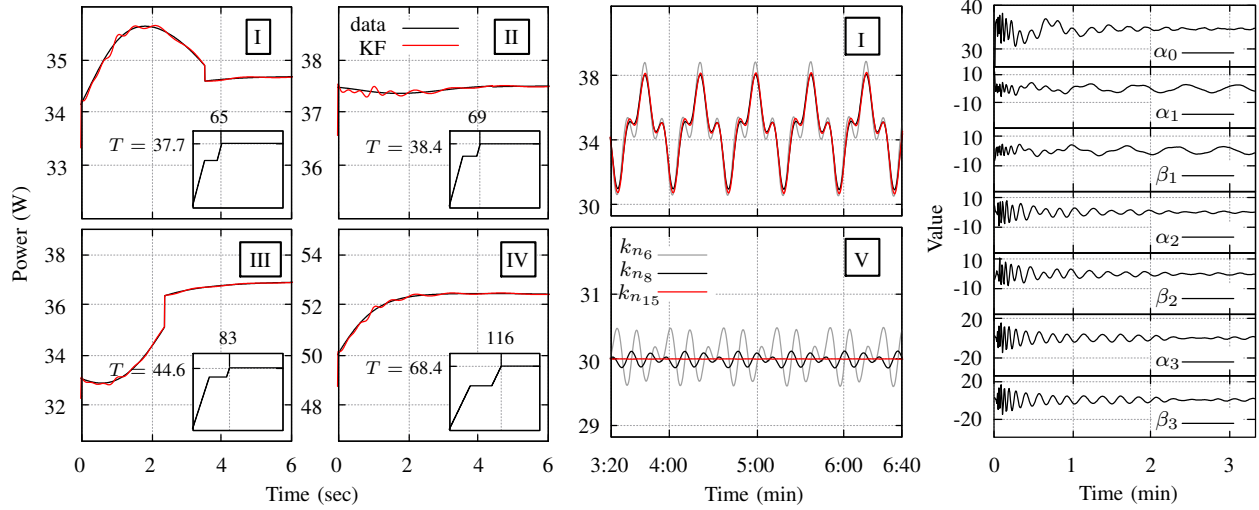 Power (W)
35
34
33
I
65
T = 37.7
38
37
36
data
KF
II
69
T = 38.4
38
36
34
32
III
83
T = 44.6
0
2
4
6
54
52
50
48
IV
116
T = 68.4
0
2
4
6
Time (sec)
38
34
30
I
31
30
29
k_{n_6}
k_{n_8}
k_{n_{15}}
V
3:20
4:00
5:00
6:00
6:40
Time (min)
Value
40
30
α_0
10
-10
α_1
10
-10
β_1
10
-10
α_2
10
-10
β_2
20
-20
α_3
20
-20
β_3
0
1
2
3
Time (min)